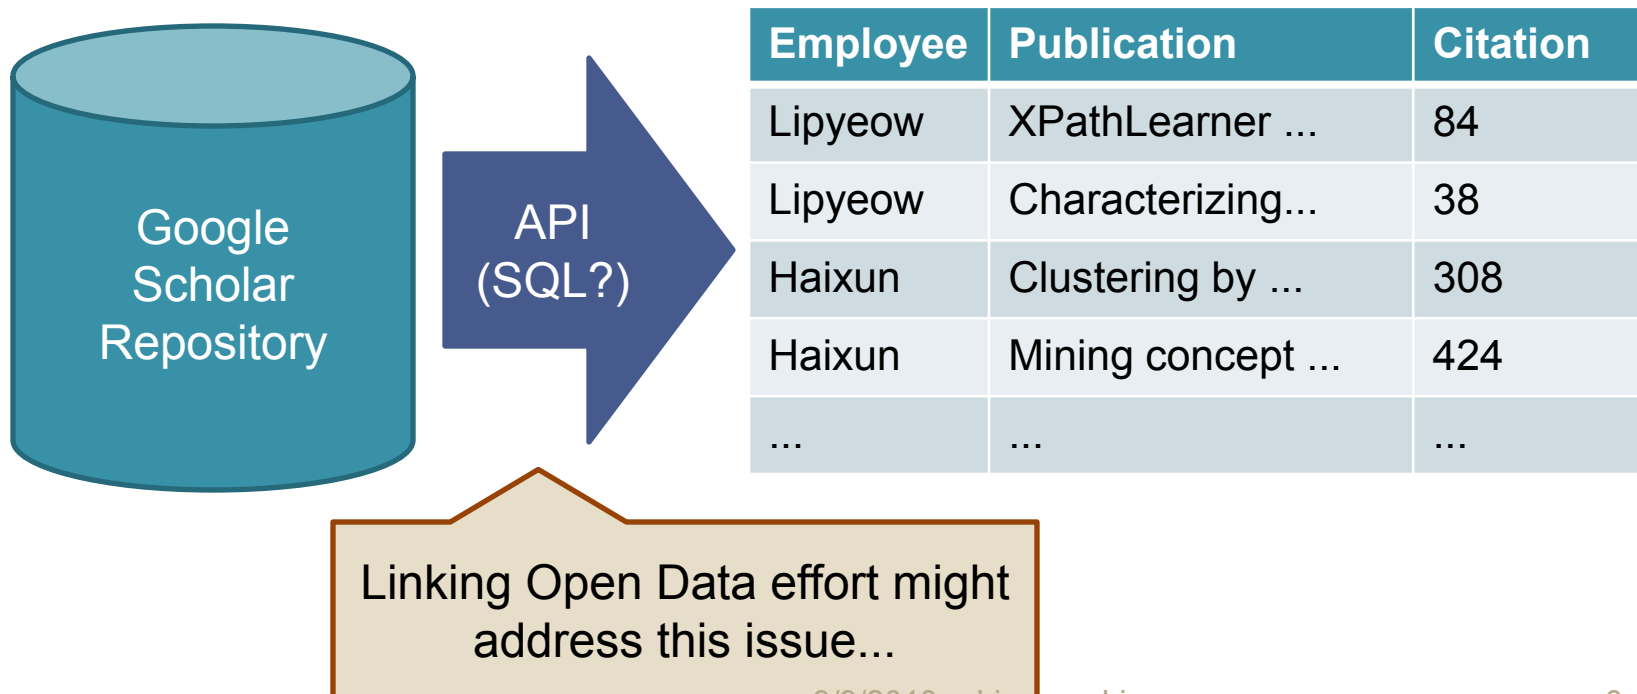 Google
Scholar
Repository
API
(SQL?)
Employee Publication Citation
Lipyeow XPathLearner ... 84
Lipyeow Characterizing... 38
Haixun Clustering by ... 308
Haixun Mining concept ... 424
... ... ...
Linking Open Data effort might
address this issue...